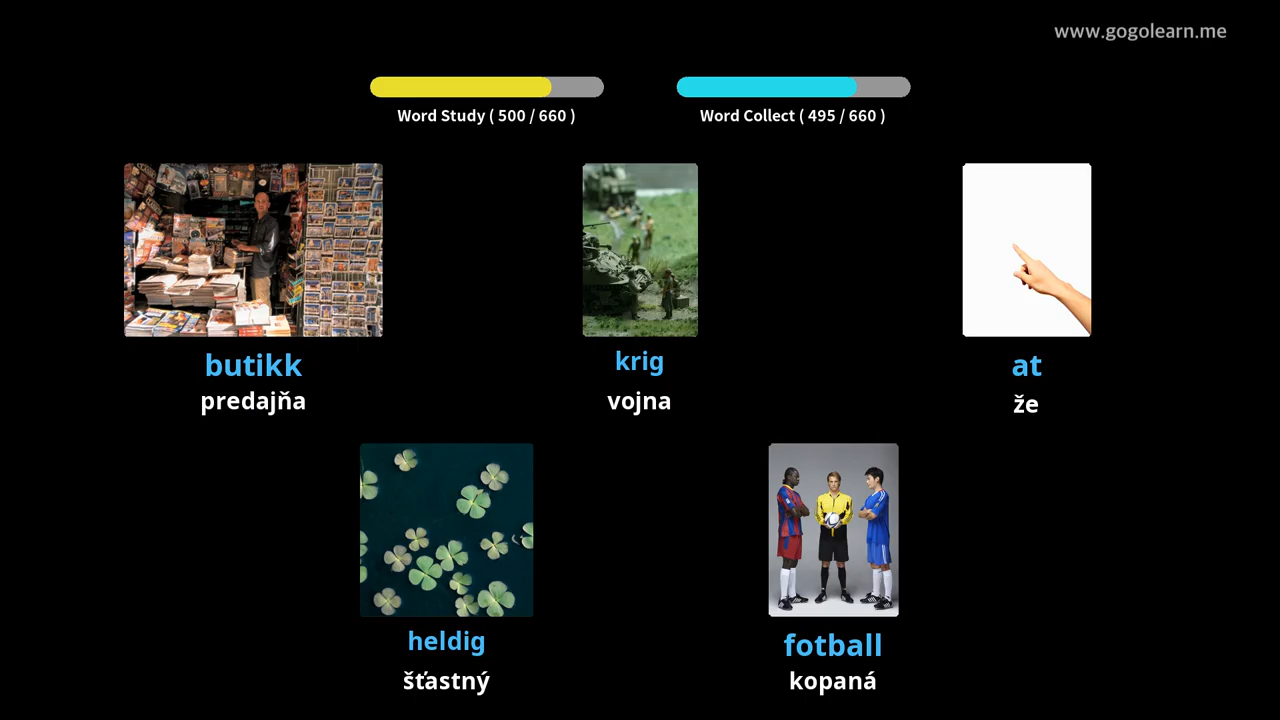 www.gogolearn.me
Word Study ( 500 / 660 )
Word Collect ( 495 / 660 )
butikk
predajňa
krig
vojna
at
že
heldig
šťastný
fotball
kopaná